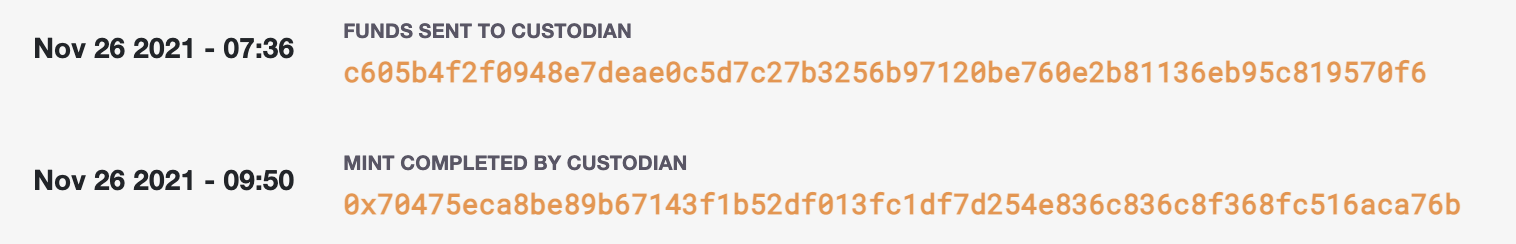 Nov 26 2021 - 07:36
FUNDS SENT TO CUSTODIAN
c605b4f2f0948e7deae0c5d7c27b3256b97120be760e2b81136eb95c819570f6
Nov 26 2021 - 09:50
MINT COMPLETED BY CUSTODIAN
0x70475eca8be89b67143f1b52df013fc1df7d254e836c836c8f368fc516aca76b